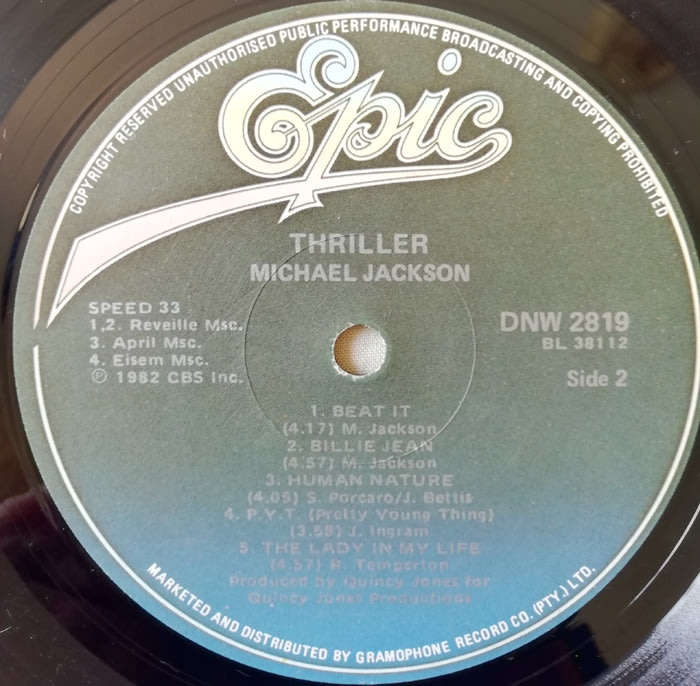 COPYRIGHT RESERVED UNAUTHORISED PUBLIC PERFORMANCE BROADCASTING AND COPYING PROHIBITED
Epic
THRILLER
MICHAEL JACKSON
SPEED 33
1,2. Reveille Msc.
3. April Msc.
4. Eisem Msc.
℗ 1982 CBS Inc.
DNW 2819
BL 38112
Side 2
1. BEAT IT
(4.17) M. Jackson
2. BILLIE JEAN
(4.57) M. Jackson
3. HUMAN NATURE
(4.05) S. Porcaro/J. Bettis
4. P.Y.T. (Pretty Young Thing)
(3.58) J. Ingram
5. THE LADY IN MY LIFE
(4.57) R. Temperton
Produced by Quincy Jones for
Quincy Jones Productions
MARKETED AND DISTRIBUTED BY GRAMOPHONE RECORD CO. (PTY.) LTD.